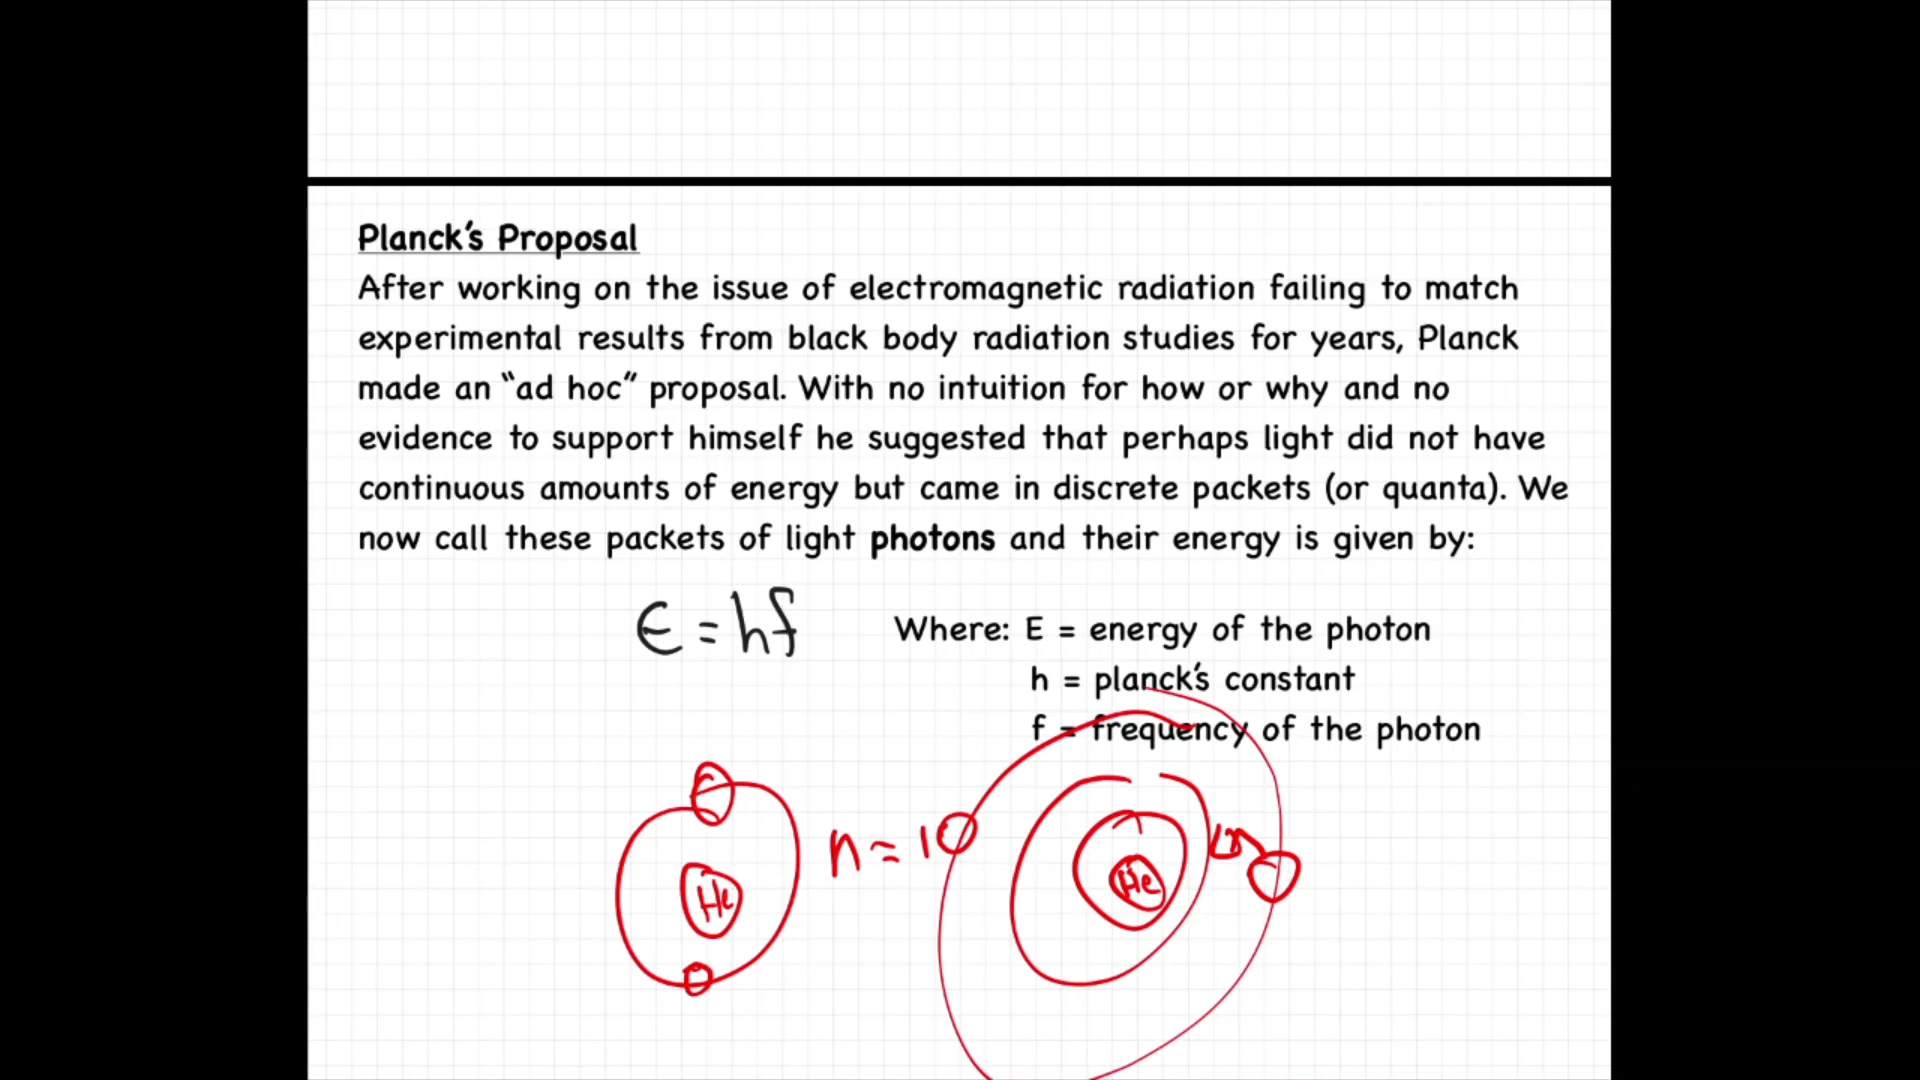 Planck's Proposal
After working on the issue of electromagnetic radiation failing to match
experimental results from black body radiation studies for years, Planck
made an "ad hoc" proposal. With no intuition for how or why and no
evidence to support himself he suggested that perhaps light did not have
continuous amounts of energy but came in discrete packets (or quanta). We
now call these packets of light photons and their energy is given by:
E = hf
Where: E = energy of the photon
h = planck's constant
f = frequency of the photon
n = 1
He
He